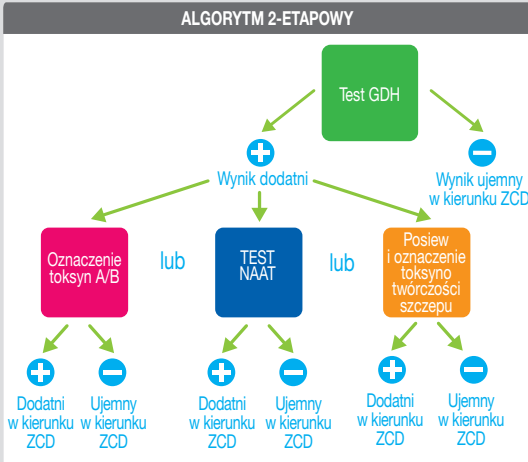 ALGORYTM 2-ETAPOWY
Test GDH
Wynik dodatni
Wynik ujemny
w kierunku ZCD
Oznaczenie
toksyn A/B
lub
TEST
NAAT
lub
Posiew
i oznaczenie
toksyno
twórczości
szczepu
Dodatni
w kierunku
ZCD
Ujemny
w kierunku
ZCD
Dodatni
w kierunku
ZCD
Ujemny
w kierunku
ZCD
Dodatni
w kierunku
ZCD
Ujemny
w kierunku
ZCD